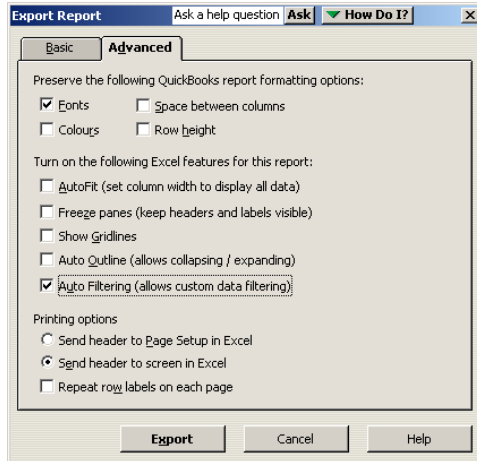 Export Report Ask a help question Ask How Do I? X
Basic Advanced
Preserve the following QuickBooks report formatting options:
Fonts Space between columns
Colours Row height
Turn on the following Excel features for this report:
AutoFit (set column width to display all data)
Freeze panes (keep headers and labels visible)
Show Gridlines
Auto Outline (allows collapsing / expanding)
Auto Filtering (allows custom data filtering)
Printing options
Send header to Page Setup in Excel
Send header to screen in Excel
Repeat row labels on each page
Export Cancel Help